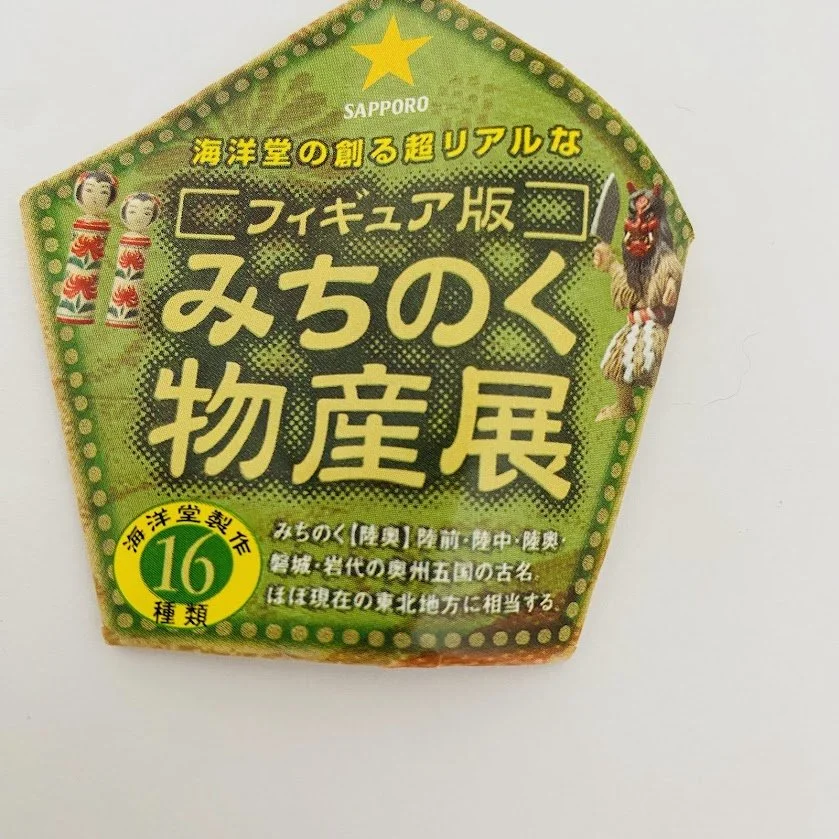 SAPPORO
海洋堂の創る超リアルな
フィギュア版
みちのく
物産展
海洋堂製作
16
種類
みちのく【陸奥】陸前・陸中・陸奥・
磐城・岩代の奥州五国の古名。
ほぼ現在の東北地方に相当する。